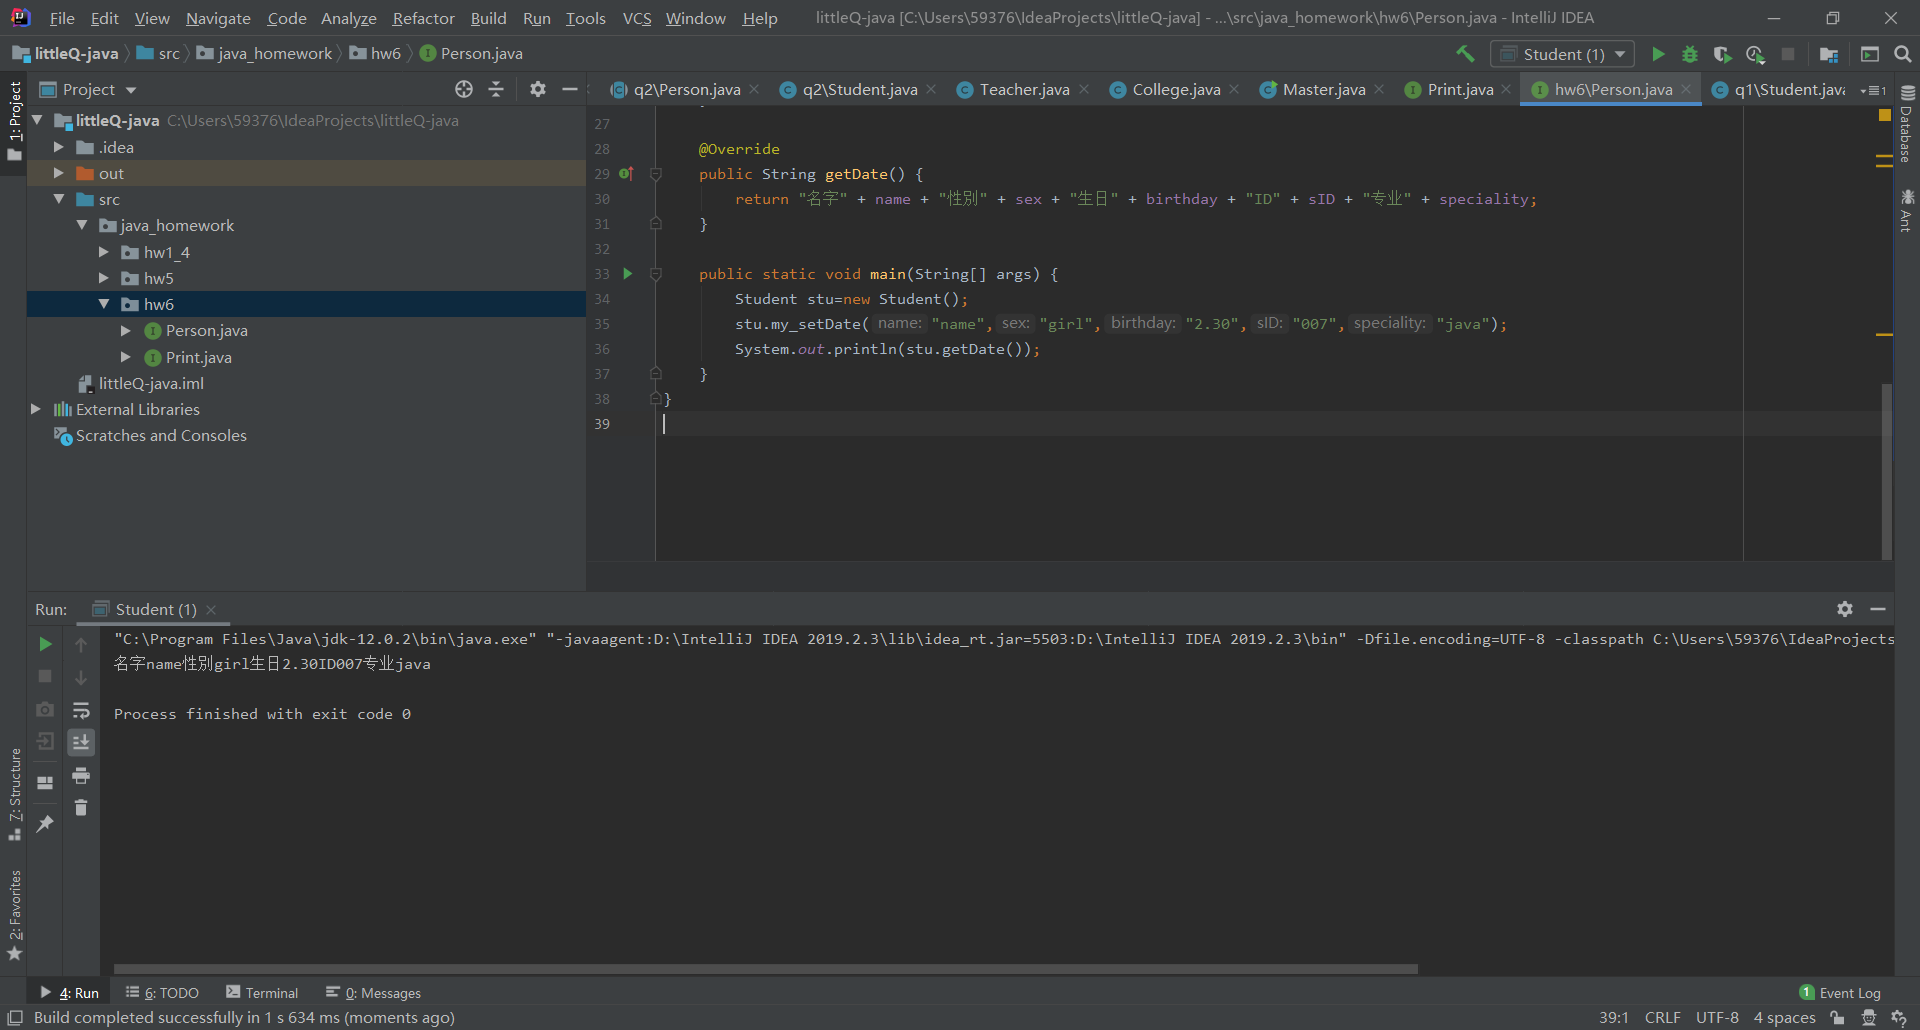 File Edit View Navigate Code Analyze Refactor Build Run Tools VCS Window Help littleQ-java [C:\Users\59376\IdeaProjects\littleQ-java] - ...\src\java_homework\hw6\Person.java - IntelliJ IDEA
littleQ-java src java_homework hw6 Person.java Student (1)
Project q2\Person.java q2\Student.java Teacher.java College.java Master.java Print.java hw6\Person.java q1\Student.java
1: Project
littleQ-java C:\Users\59376\IdeaProjects\littleQ-java
.idea
out
src
java_homework
hw1_4
hw5
hw6
Person.java
Print.java
littleQ-java.iml
External Libraries
Scratches and Consoles
27
28 @Override
29 public String getDate() {
30 return "名字" + name + "性别" + sex + "生日" + birthday + "ID" + sID + "专业" + speciality;
31 }
32
33 public static void main(String[] args) {
34 Student stu=new Student();
35 stu.my_setDate( name: "name", sex: "girl", birthday: "2.30", sID: "007", speciality: "java");
36 System.out.println(stu.getDate());
37 }
38 }
39
Database
Ant
Run: Student (1)
"C:\Program Files\Java\jdk-12.0.2\bin\java.exe" "-javaagent:D:\IntelliJ IDEA 2019.2.3\lib\idea_rt.jar=5503:D:\IntelliJ IDEA 2019.2.3\bin" -Dfile.encoding=UTF-8 -classpath C:\Users\59376\IdeaProjects
名字name性别girl生日2.30ID007专业java
Process finished with exit code 0
7: Structure
2: Favorites
4: Run 6: TODO Terminal 0: Messages 1 Event Log
Build completed successfully in 1 s 634 ms (moments ago) 39:1 CRLF UTF-8 4 spaces